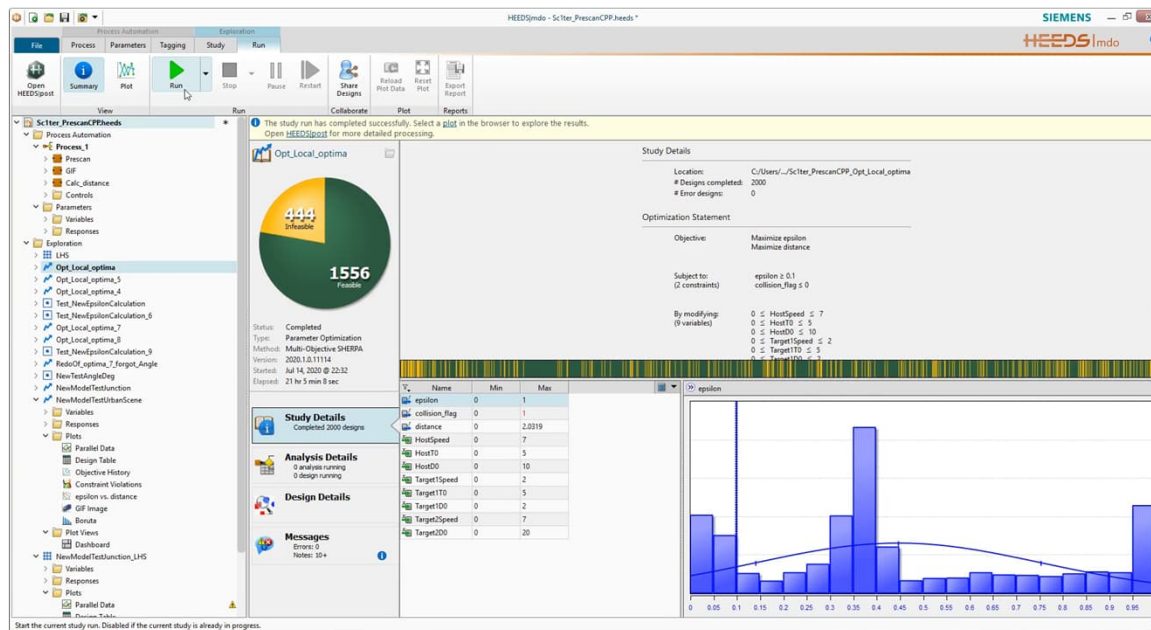 HEEDS|mdo - Sc1ter_PrescanCPP.heeds *
SIEMENS
Process Automation
Exploration
File
Process
Parameters
Tagging
Study
Run
HEEDS|mdo
Open HEEDS|post
Summary
Plot
Run
Stop
Pause
Restart
Share Designs
Reload Plot Data
Reset Plot
Export Report
View
Run
Collaborate
Plot
Reports
Sc1ter_PrescanCPP.heeds *
Process Automation
Process_1
Prescan
GIF
Calc_distance
Controls
Parameters
Variables
Responses
Exploration
LHS
Opt_Local_optima
Opt_Local_optima_5
Opt_Local_optima_4
Test_NewEpsilonCalculation
Test_NewEpsilonCalculation_6
Opt_Local_optima_7
Opt_Local_optima_8
Test_NewEpsilonCalculation_9
RedoOf_optima_7_forgot_Angle
NewTestAngleDeg
NewModelTestJunction
NewModelTestUrbanScene
Variables
Responses
Plots
Parallel Data
Design Table
Objective History
Constraint Violations
epsilon vs. distance
GIF Image
Boruta
Plot Views
Dashboard
NewModelTestJunction_LHS
Variables
Responses
Plots
Parallel Data
Design Table
The study run has completed successfully. Select a plot in the browser to explore the results.
Open HEEDS|post for more detailed processing.
Opt_Local_optima
444
Infeasible
1556
Feasible
Status: Completed
Type: Parameter Optimization
Method: Multi-Objective SHERPA
Version: 2020.1.0.11114
Started: Jul 14, 2020 @ 22:32
Elapsed: 21 hr 5 min 8 sec
Study Details
Completed 2000 designs
Analysis Details
0 analysis running
0 design running
Design Details
Messages
Errors: 0
Notes: 10+
Study Details
Location: C:/Users/.../Sc1ter_PrescanCPP_Opt_Local_optima
# Designs completed: 2000
# Error designs: 0
Optimization Statement
Objective: Maximize epsilon
Maximize distance
Subject to: epsilon ≥ 0.1
(2 constraints) collision_flag ≤ 0
By modifying: 0 ≤ HostSpeed ≤ 7
(9 variables) 0 ≤ HostT0 ≤ 5
0 ≤ HostD0 ≤ 10
0 ≤ Target1Speed ≤ 2
0 ≤ Target1T0 ≤ 5
0 ≤ Target1D0 ≤ 2
Name Min Max
epsilon 0 1
collision_flag 0 1
distance 0 2.0319
HostSpeed 0 7
HostT0 0 5
HostD0 0 10
Target1Speed 0 2
Target1T0 0 5
Target1D0 0 2
Target2Speed 0 7
Target2D0 0 20
epsilon
0 0.05 0.1 0.15 0.2 0.25 0.3 0.35 0.4 0.45 0.5 0.55 0.6 0.65 0.7 0.75 0.8 0.85 0.9 0.95
Start the current study run. Disabled if the current study is already in progress.